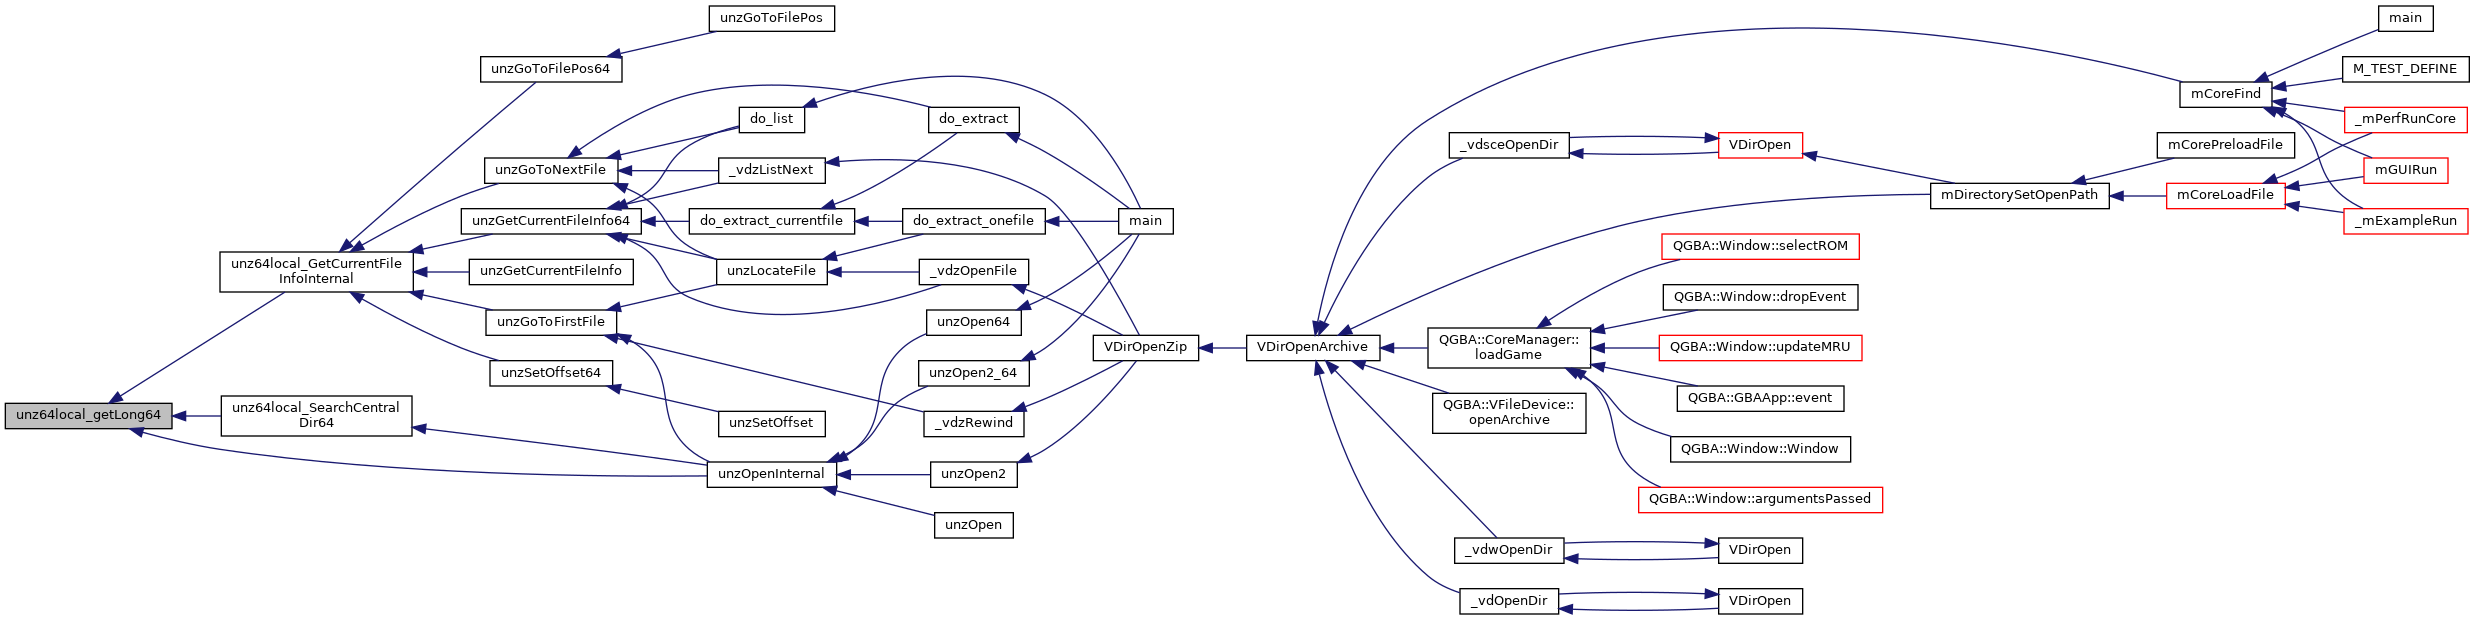 unzGoToFilePos
main
unzGoToFilePos64
M_TEST_DEFINE
mCoreFind
do_list
do_extract
_mPerfRunCore
_vdsceOpenDir
VDirOpen
mCorePreloadFile
unzGoToNextFile
_vdzListNext
mGUIRun
mDirectorySetOpenPath
mCoreLoadFile
unzGetCurrentFileInfo64
do_extract_currentfile
do_extract_onefile
main
_mExampleRun
QGBA::Window::selectROM
unz64local_GetCurrentFile
InfoInternal
unzGetCurrentFileInfo
unzLocateFile
_vdzOpenFile
QGBA::Window::dropEvent
unzGoToFirstFile
unzOpen64
VDirOpenZip
VDirOpenArchive
QGBA::CoreManager::
loadGame
QGBA::Window::updateMRU
unzSetOffset64
unzOpen2_64
QGBA::GBAApp::event
QGBA::VFileDevice::
openArchive
unz64local_getLong64
unz64local_SearchCentral
Dir64
unzSetOffset
_vdzRewind
QGBA::Window::Window
unzOpenInternal
unzOpen2
QGBA::Window::argumentsPassed
unzOpen
_vdwOpenDir
VDirOpen
_vdOpenDir
VDirOpen